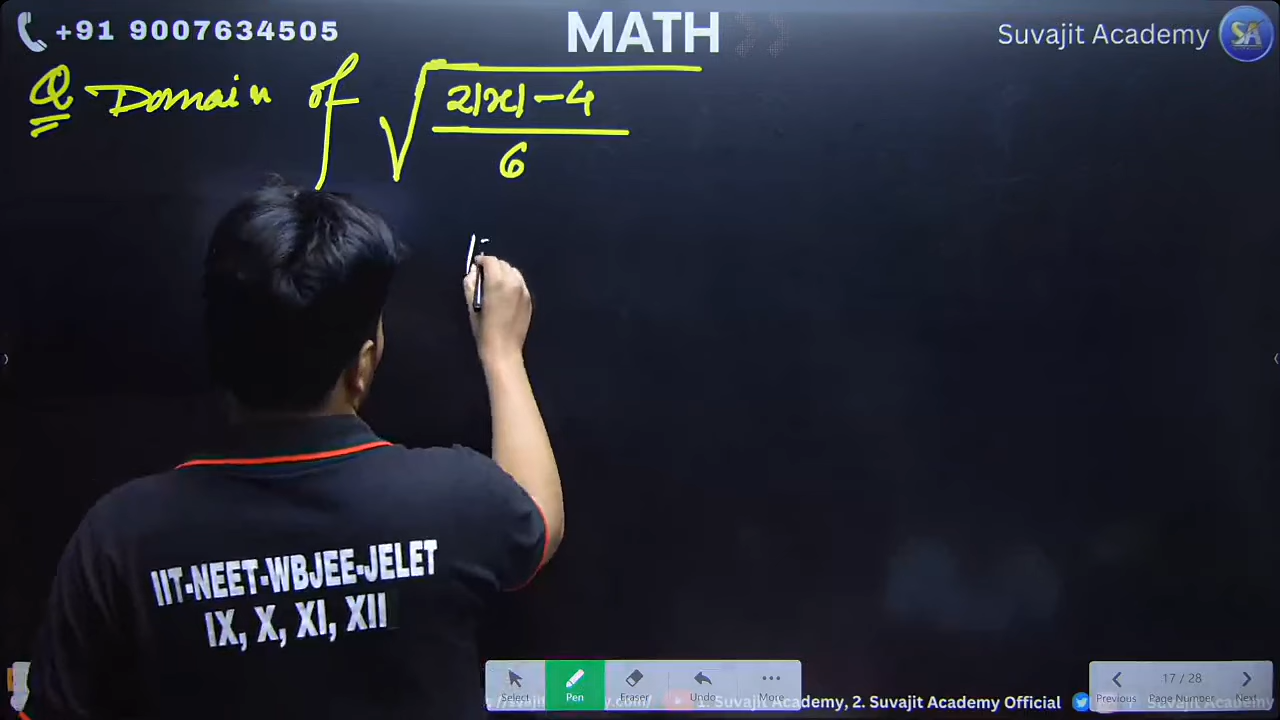 +91 9007634505
MATH
Suvajit Academy
SA
Q Domain of √((2|x|-4)/6)
IIT-NEET-WBJEE-JELET
IX, X, XI, XII
Select
Pen
Eraser
Undo
More
1. Suvajit Academy, 2. Suvajit Academy Official
Previous
17 / 28
Page Number
Next